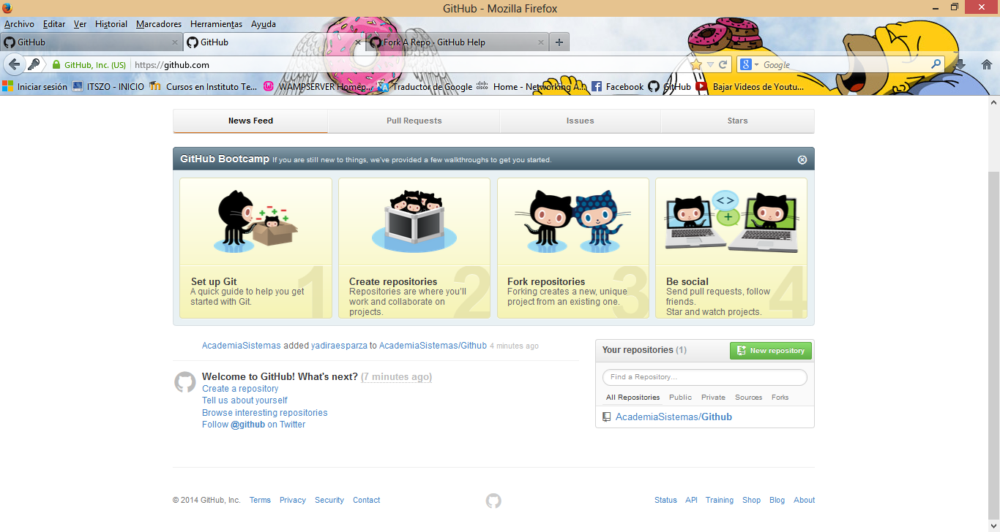 GitHub - Mozilla Firefox
Archivo Editar Ver Historial Marcadores Herramientas Ayuda
GitHub
GitHub
Fork A Repo · GitHub Help
GitHub, Inc. (US) https://github.com
Google
Iniciar sesión ITSZO - INICIO Cursos en Instituto Te... WAMPSERVER Homep... Traductor de Google Home - Networking A... Facebook GitHub Bajar Videos de Youtu...
News Feed Pull Requests Issues Stars
GitHub Bootcamp If you are still new to things, we've provided a few walkthroughs to get you started.
Set up Git
A quick guide to help you get
started with Git.
1
Create repositories
Repositories are where you'll
work and collaborate on
projects.
2
Fork repositories
Forking creates a new, unique
project from an existing one.
3
Be social
Send pull requests, follow
friends.
Star and watch projects.
4
AcademiaSistemas added yadiraesparza to AcademiaSistemas/Github 4 minutes ago
Welcome to GitHub! What's next? (7 minutes ago)
Create a repository
Tell us about yourself
Browse interesting repositories
Follow @github on Twitter
Your repositories (1) New repository
Find a Repository...
All Repositories Public Private Sources Forks
AcademiaSistemas/Github
© 2014 GitHub, Inc. Terms Privacy Security Contact
Status API Training Shop Blog About